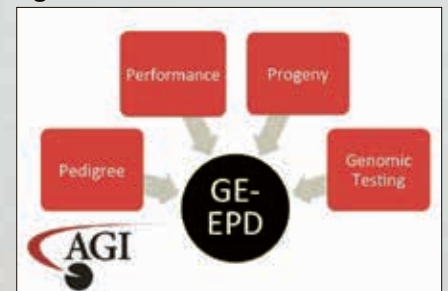 Performance
Progeny
Pedigree
Genomic
Testing
GE-
EPD
AGI